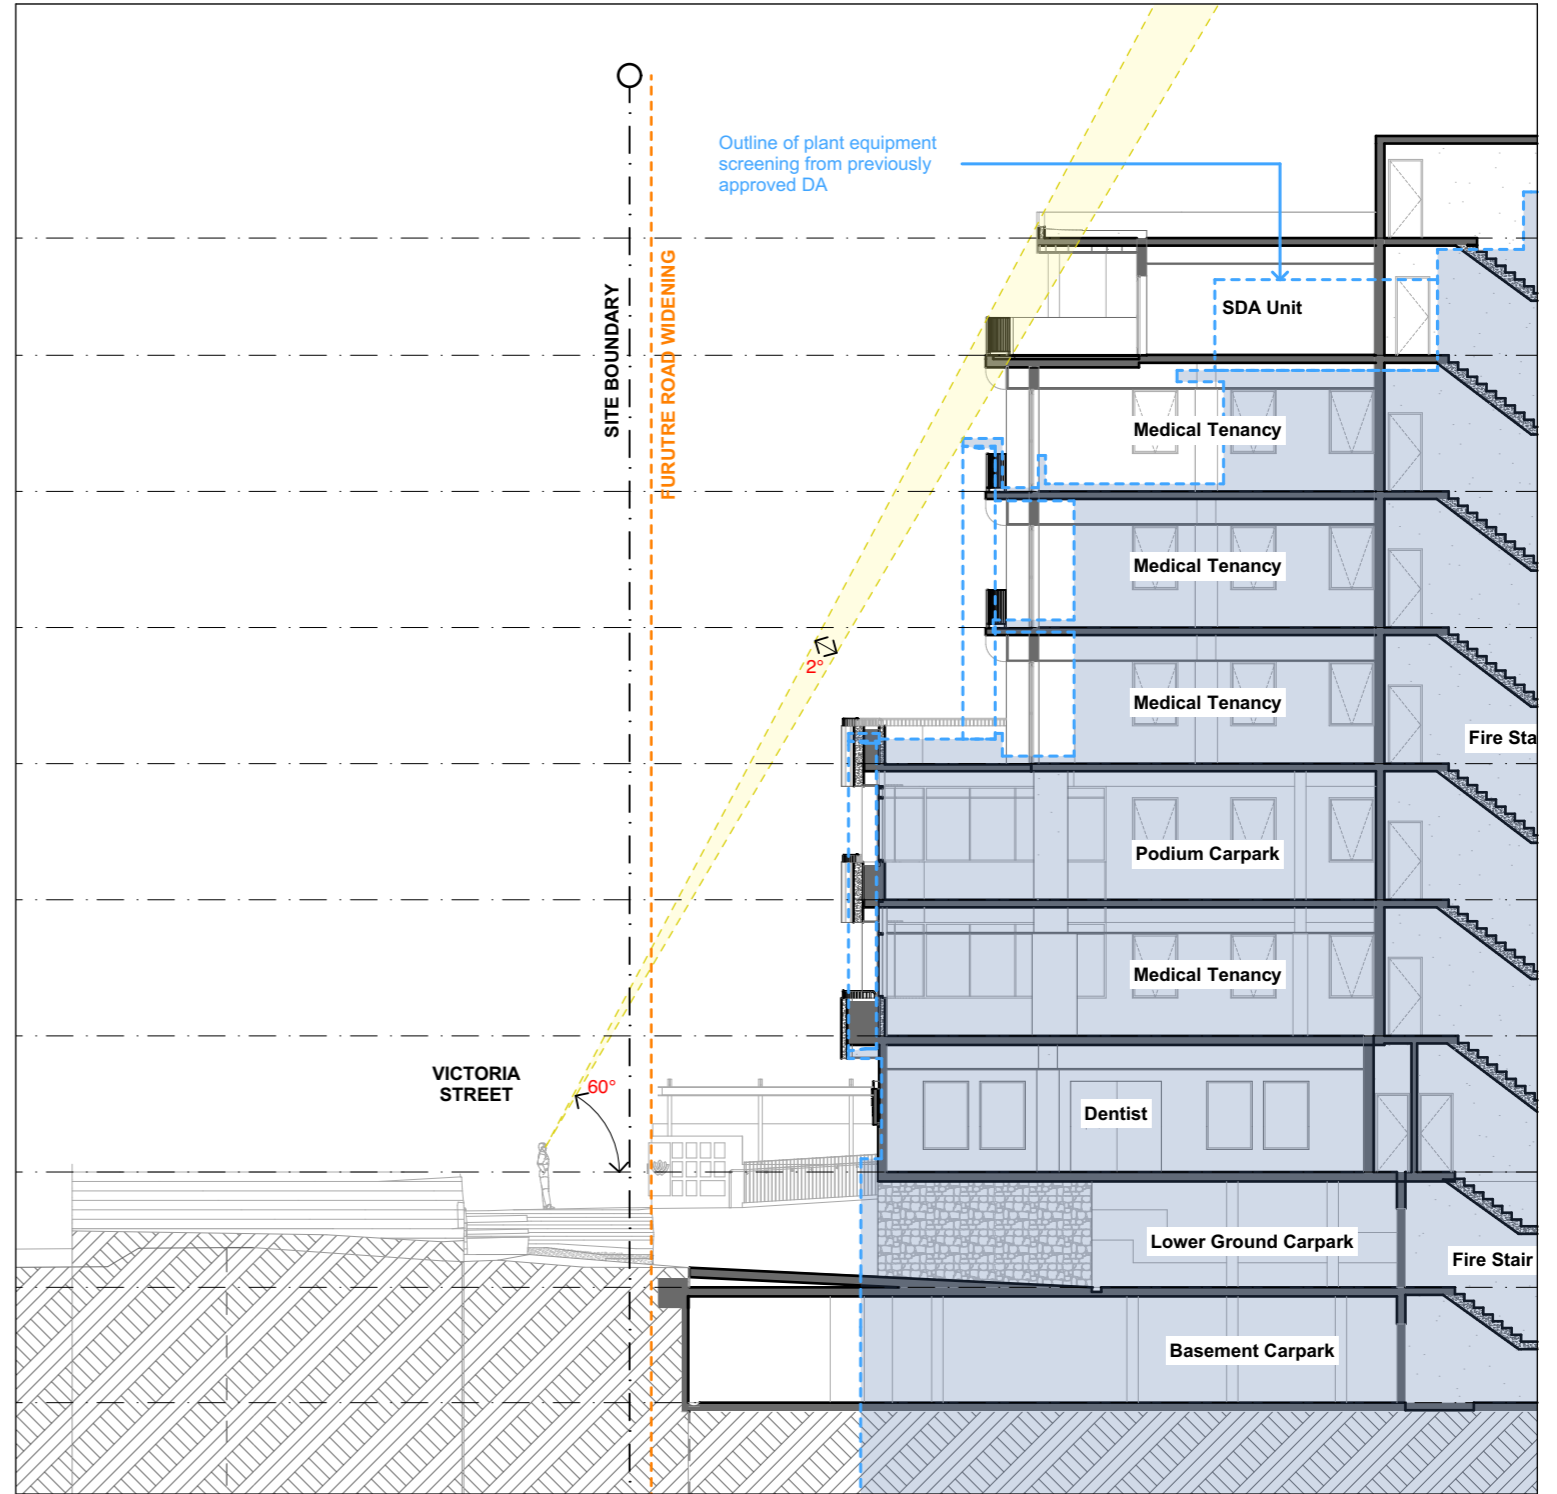 Outline of plant equipment
screening from previously
approved DA
SITE BOUNDARY
FURUTRE ROAD WIDENING
SDA Unit
Medical Tenancy
Medical Tenancy
2°
Medical Tenancy
Fire Sta
Podium Carpark
Medical Tenancy
VICTORIA
STREET
60°
Dentist
Lower Ground Carpark
Fire Stair
Basement Carpark